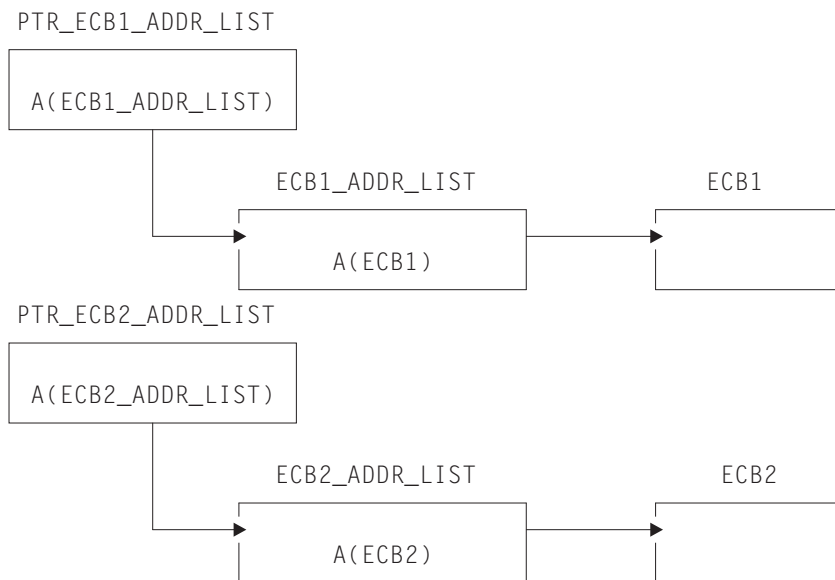 PTR_ECB1_ADDR_LIST
A(ECB1_ADDR_LIST)
ECB1_ADDR_LIST
ECB1
A(ECB1)
PTR_ECB2_ADDR_LIST
A(ECB2_ADDR_LIST)
ECB2_ADDR_LIST
ECB2
A(ECB2)